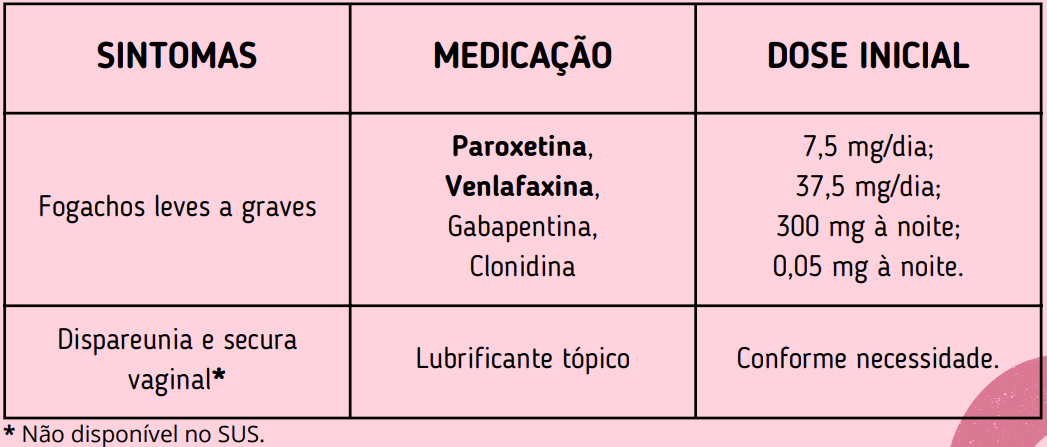 SINTOMAS
MEDICAÇÃO
DOSE INICIAL
Fogachos leves a graves
Paroxetina,
Venlafaxina,
Gabapentina,
Clonidina
7,5 mg/dia;
37,5 mg/dia;
300 mg à noite;
0,05 mg à noite.
Dispareunia e secura
vaginal*
Lubrificante tópico
Conforme necessidade.
* Não disponível no SUS.